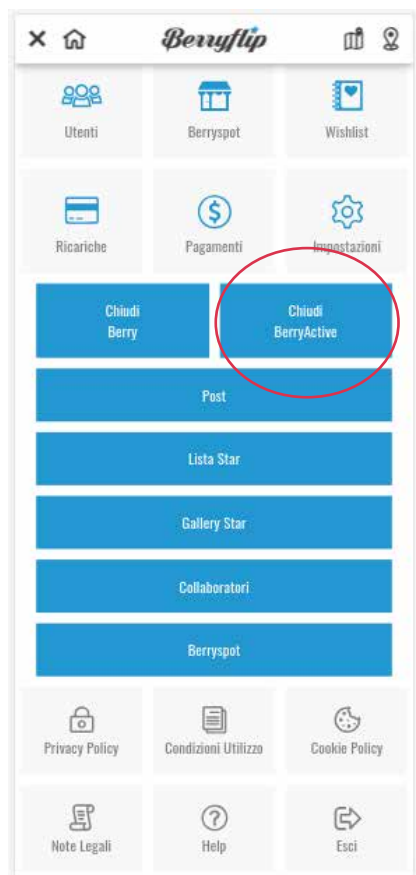 Berryflip
Utenti Berryspot Wishlist
Ricariche Pagamenti Impostazioni
Chiudi Chiudi
Berry BerryActive
Post
Lista Star
Gallery Star
Collaboratori
Berryspot
Privacy Policy Condizioni Utilizzo Cookie Policy
Note Legali Help Esci